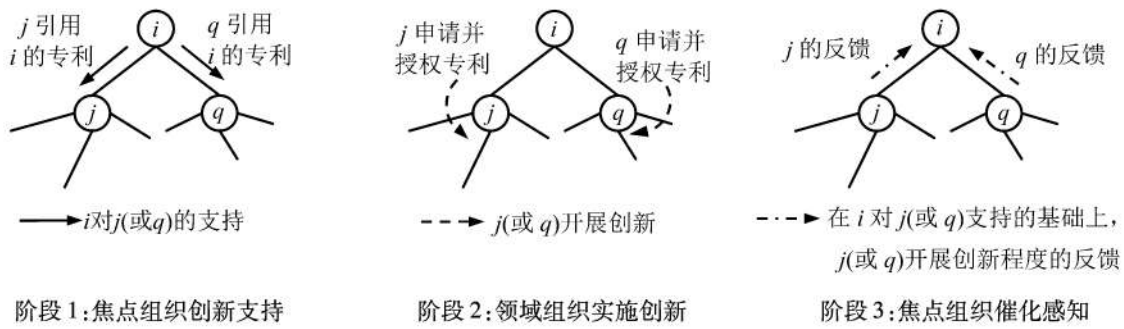 j 引用
i 的专利
q 引用
i 的专利
i
j
q
i对j(或q)的支持
阶段1:焦点组织创新支持
j 申请并
授权专利
q 申请并
授权专利
i
j
q
j(或 q)开展创新
阶段2:领域组织实施创新
j 的反馈
q 的反馈
i
j
q
在 i 对 j(或 q)支持的基础上，
j(或 q)开展创新程度的反馈
阶段3:焦点组织催化感知